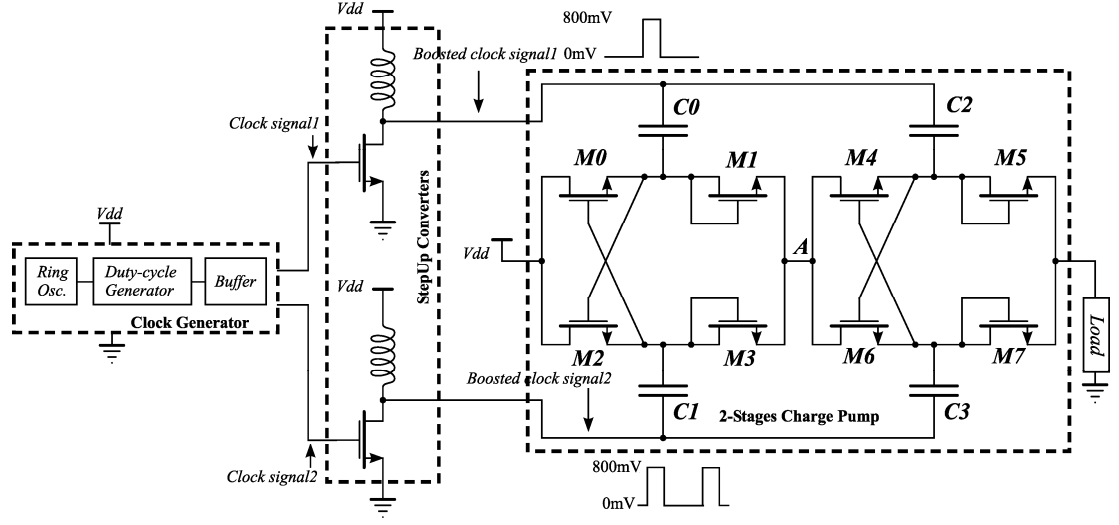 Vdd
800mV
Boosted clock signal1
0mV
Clock signal1
C0
C2
M0
M1
M4
M5
StepUp Converters
Vdd
Vdd
A
Ring
Osc.
Duty-cycle
Generator
Buffer
Clock Generator
Vdd
Load
M2
M3
M6
M7
Boosted clock signal2
C1
2-Stages Charge Pump
C3
Clock signal2
800mV
0mV